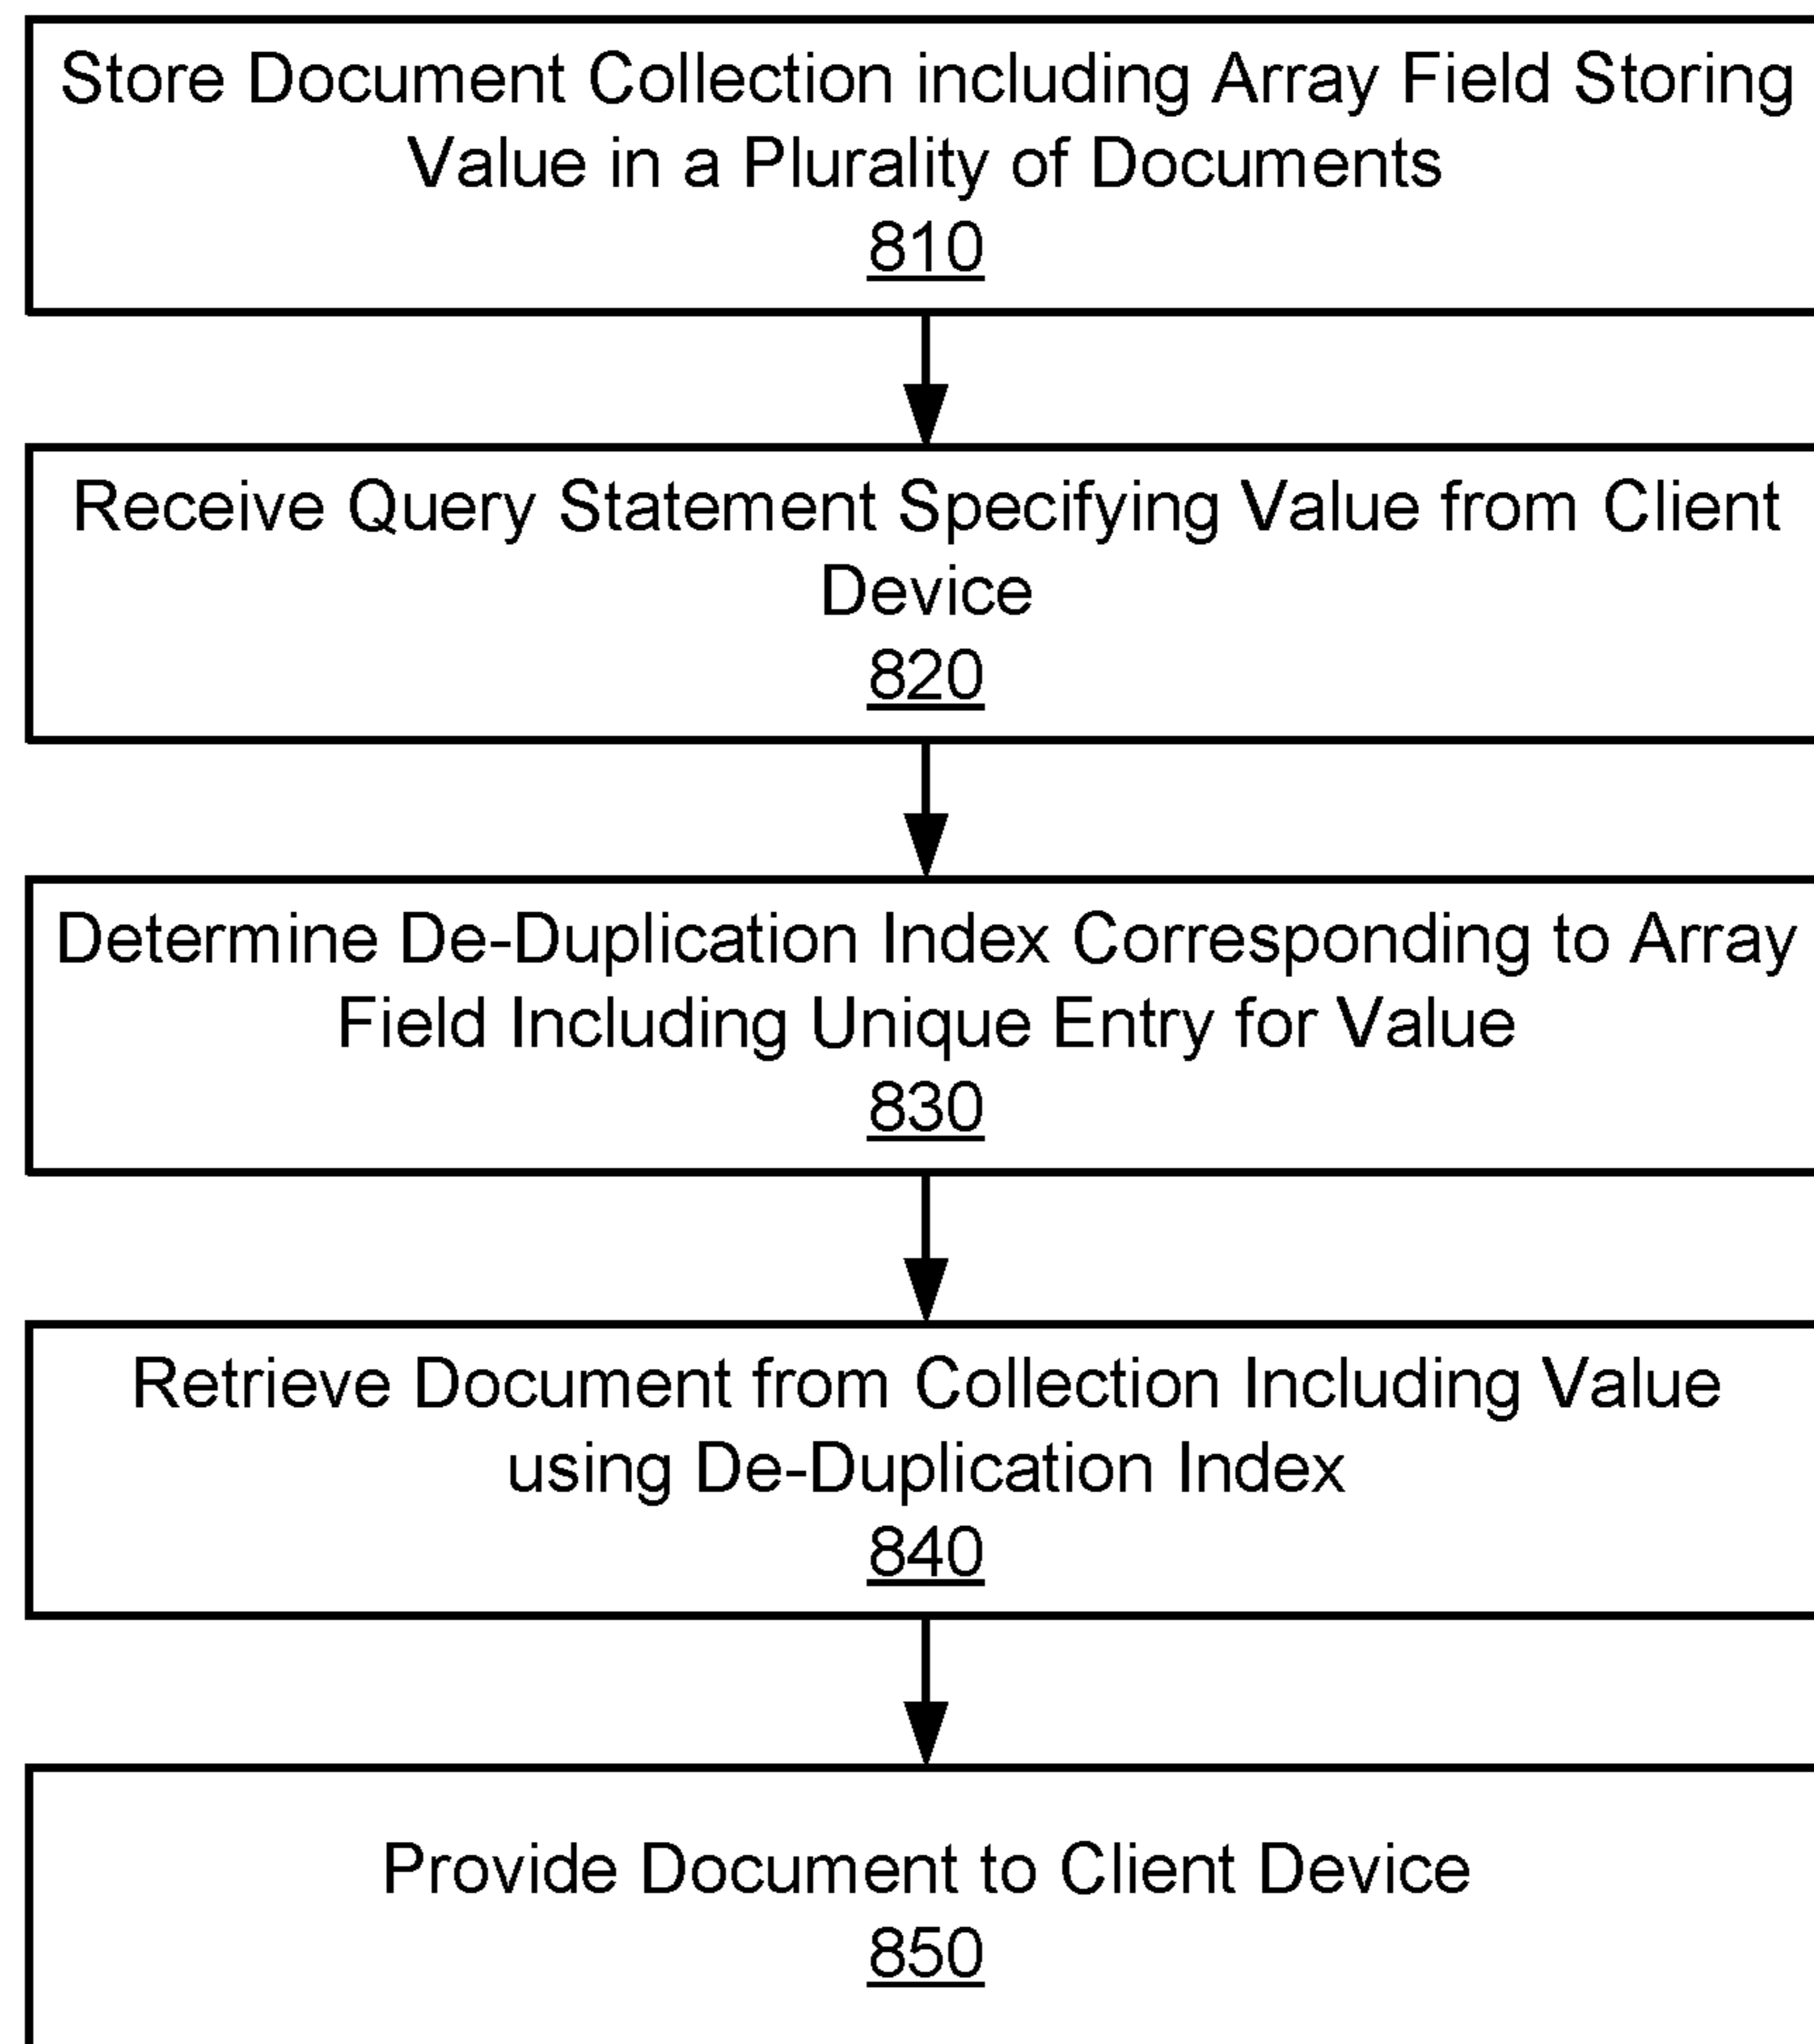 Store Document Collection including Array Field Storing
Value in a Plurality of Documents
810
Receive Query Statement Specifying Value from Client
Device
820
Determine De-Duplication Index Corresponding to Array
Field Including Unique Entry for Value
830
Retrieve Document from Collection Including Value
using De-Duplication Index
840
Provide Document to Client Device
850